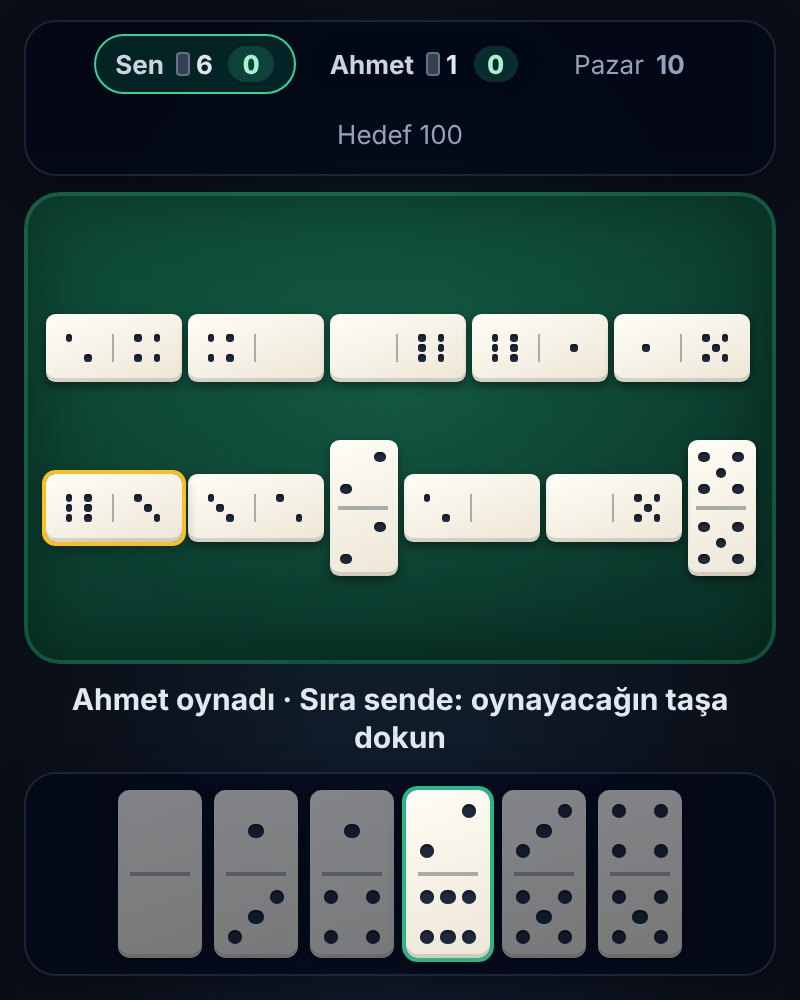 Sen 6 0 Ahmet 1 0 Pazar 10
Hedef 100
Ahmet oynadı · Sıra sende: oynayacağın taşa
dokun